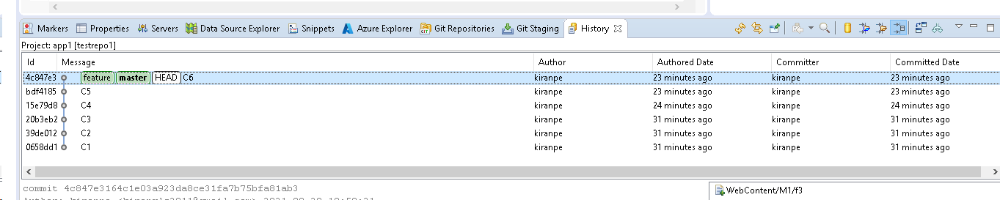 Markers Properties Servers Data Source Explorer Snippets Azure Explorer Git Repositories Git Staging History
Project: app1 [testrepo1]
Id Message Author Authored Date Committer Committed Date
4c847e3 feature master HEAD C6 kiranpe 23 minutes ago kiranpe 23 minutes ago
bdf4185 C5 kiranpe 23 minutes ago kiranpe 23 minutes ago
15e79d8 C4 kiranpe 24 minutes ago kiranpe 24 minutes ago
20b3eb2 C3 kiranpe 31 minutes ago kiranpe 31 minutes ago
39de012 C2 kiranpe 31 minutes ago kiranpe 31 minutes ago
0658dd1 C1 kiranpe 31 minutes ago kiranpe 31 minutes ago
commit 4c847e3164c1e03a923da8ce31fa7b75bfa81ab3
WebContent/M1/f3